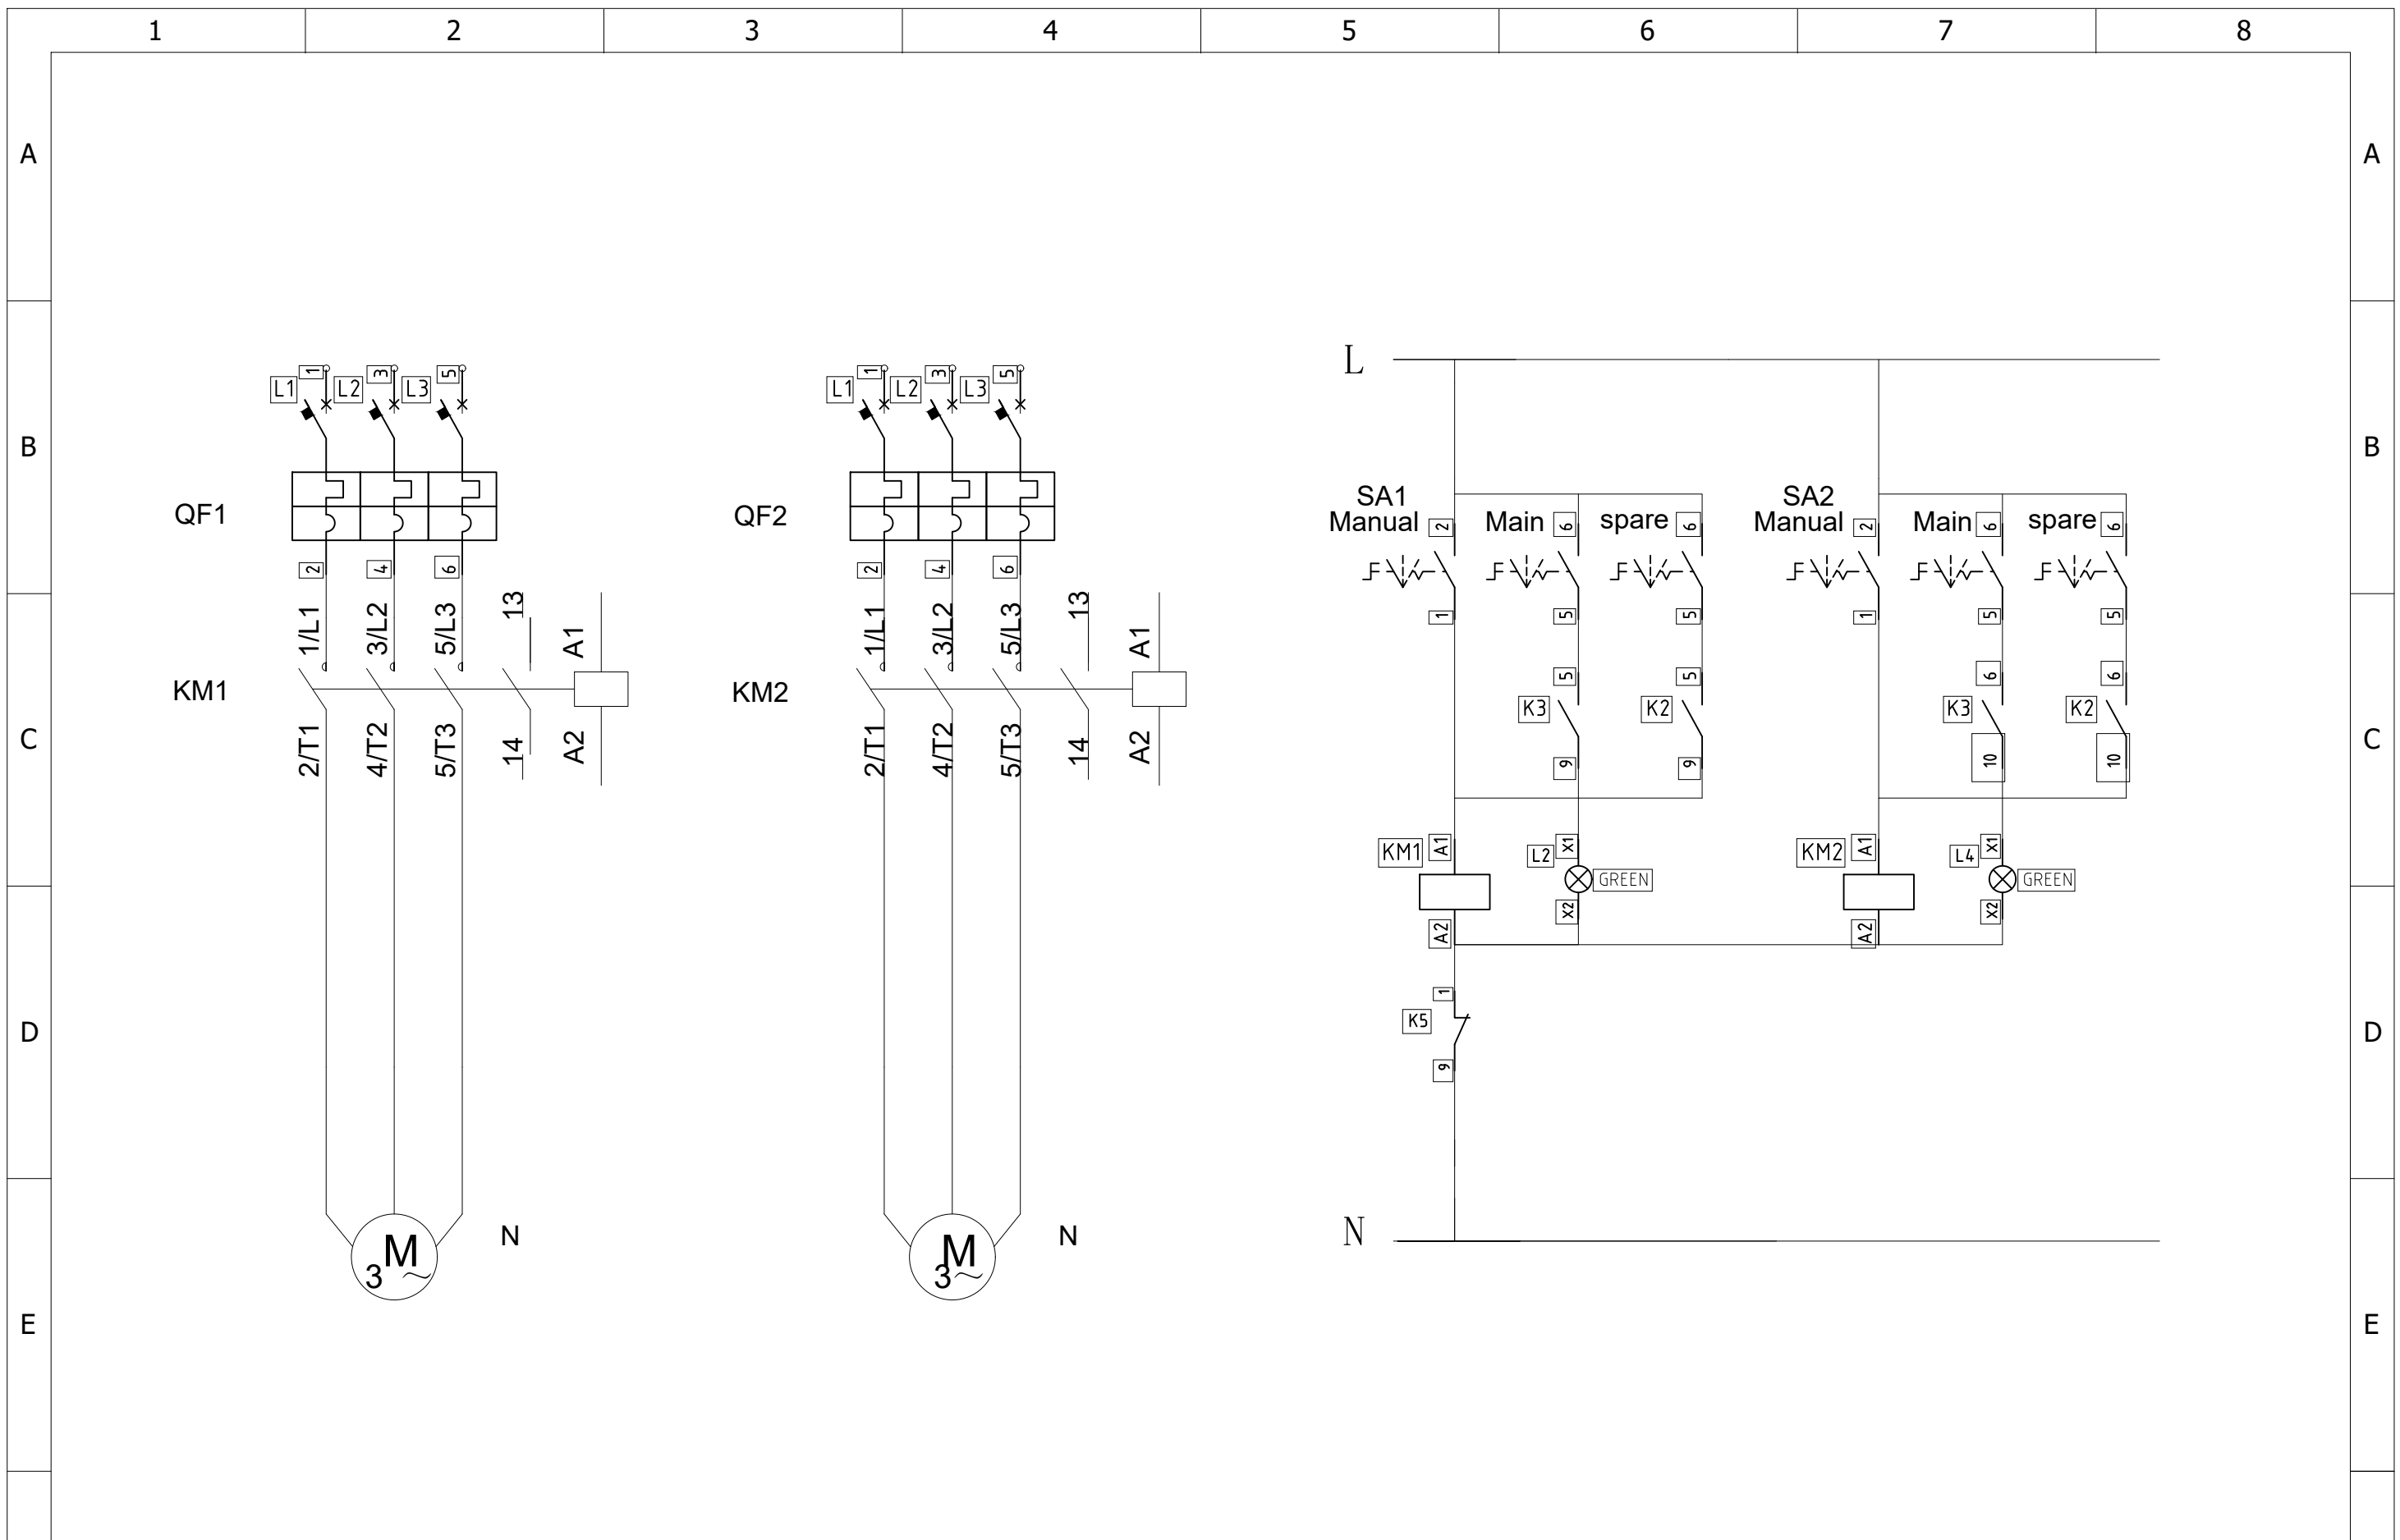 1 2 3 4 5 6 7 8
A A
L
L1 1 L2 3 L3 5
L1 1 L2 3 L3 5
B B
SA1
Manual 2 Main 6 spare 6
SA2
Manual 2 Main 6 spare 6
QF1
QF2
2 4 6
2 4 6
1 5 5
1 5 5
1/L1 3/L2 5/L3 13 A1
1/L1 3/L2 5/L3 13 A1
5 5 6 6
KM1
KM2
K3 K2 K3 K2
C C
2/T1 4/T2 5/T3 14 A2
2/T1 4/T2 5/T3 14 A2
9 9 10 10
KM1 A1 L2 X1
KM2 A1 L4 X1
GREEN GREEN
A2 X2 A2 X2
1
K5
D D
9
N N N
M
3
M
3
E E